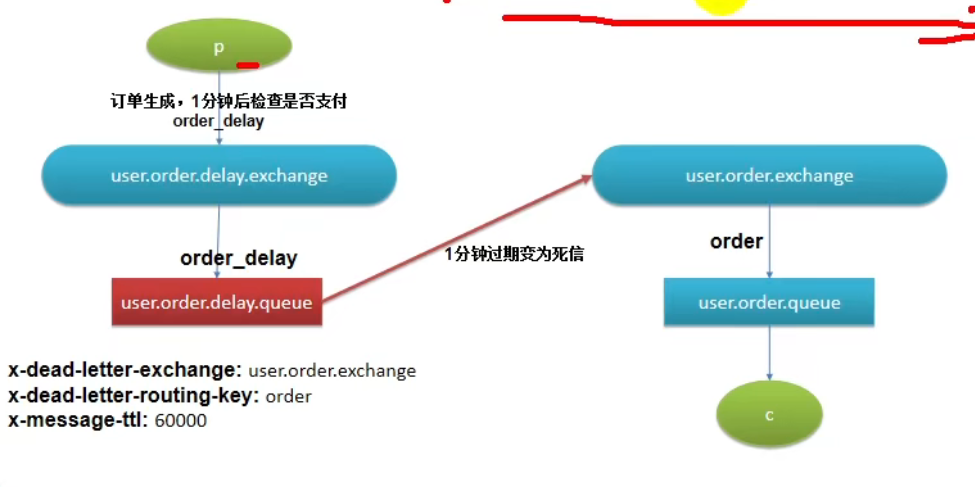 p
订单生成，1分钟后检查是否支付
order_delay
user.order.delay.exchange
user.order.exchange
order_delay
1分钟过期变为死信
order
user.order.delay.queue
user.order.queue
x-dead-letter-exchange: user.order.exchange
x-dead-letter-routing-key: order
x-message-ttl: 60000
c